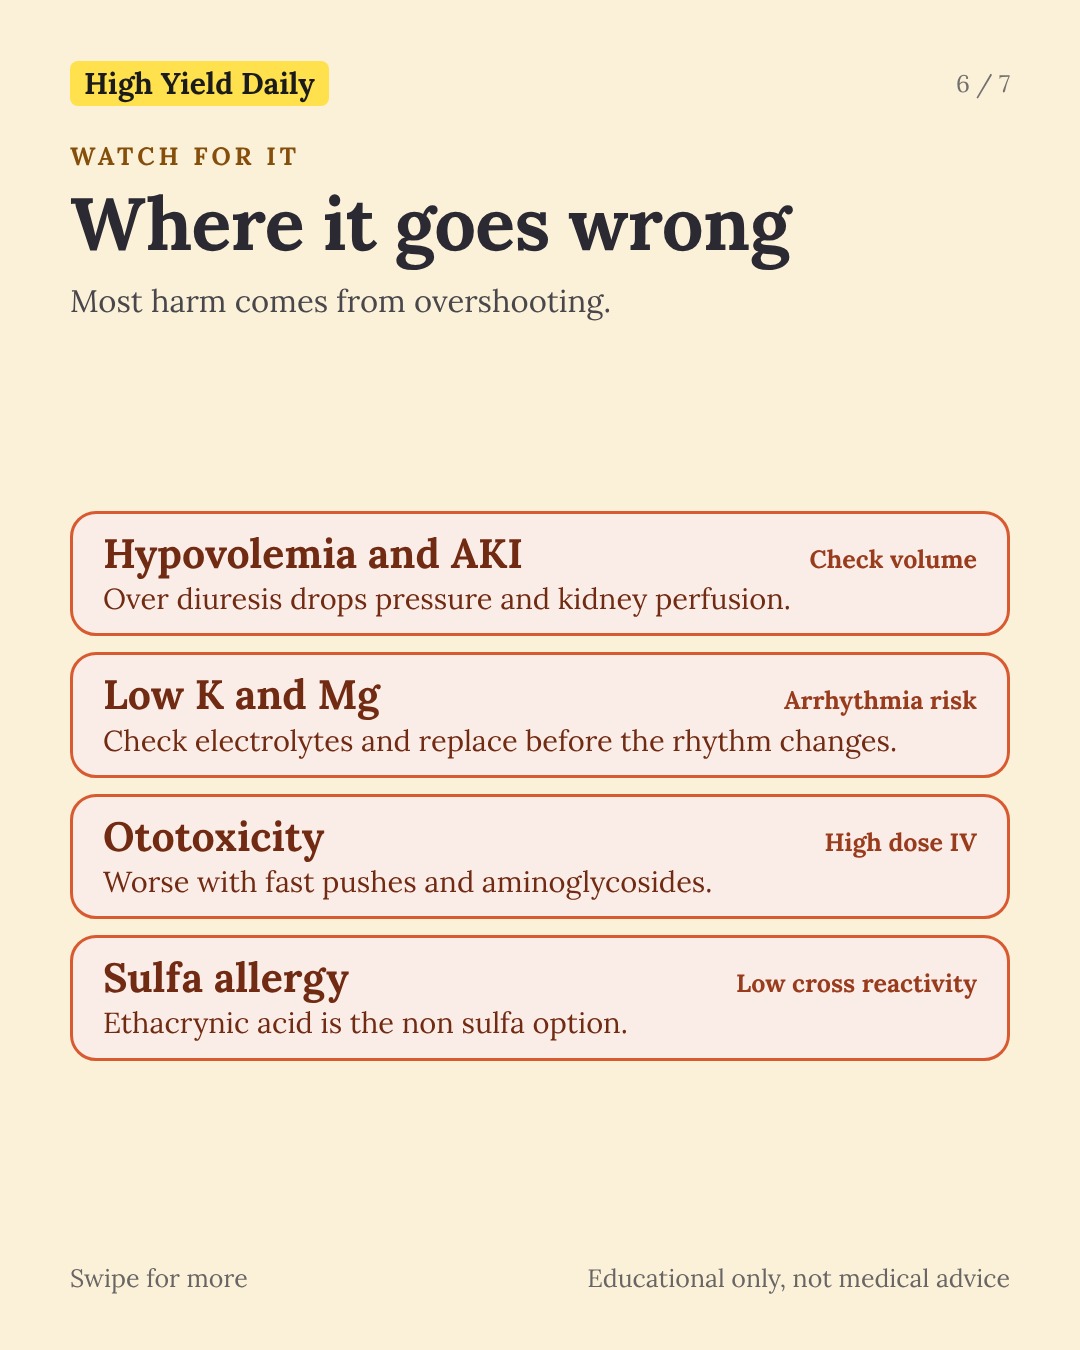 High Yield Daily
6 / 7
WATCH FOR IT
Where it goes wrong
Most harm comes from overshooting.
Hypovolemia and AKI
Check volume
Over diuresis drops pressure and kidney perfusion.
Low K and Mg
Arrhythmia risk
Check electrolytes and replace before the rhythm changes.
Ototoxicity
High dose IV
Worse with fast pushes and aminoglycosides.
Sulfa allergy
Low cross reactivity
Ethacrynic acid is the non sulfa option.
Swipe for more
Educational only, not medical advice